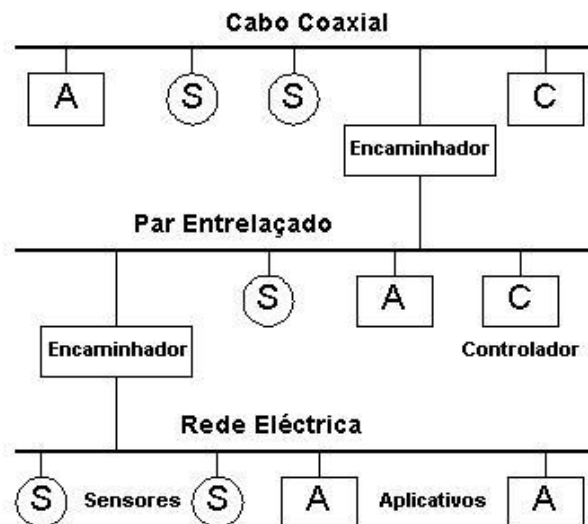 Cabo Coaxial
A S S C
Encaminhador
Par Entrelaçado
S A C
Encaminhador
Controlador
Rede Eléctrica
S Sensores S A Aplicativos A